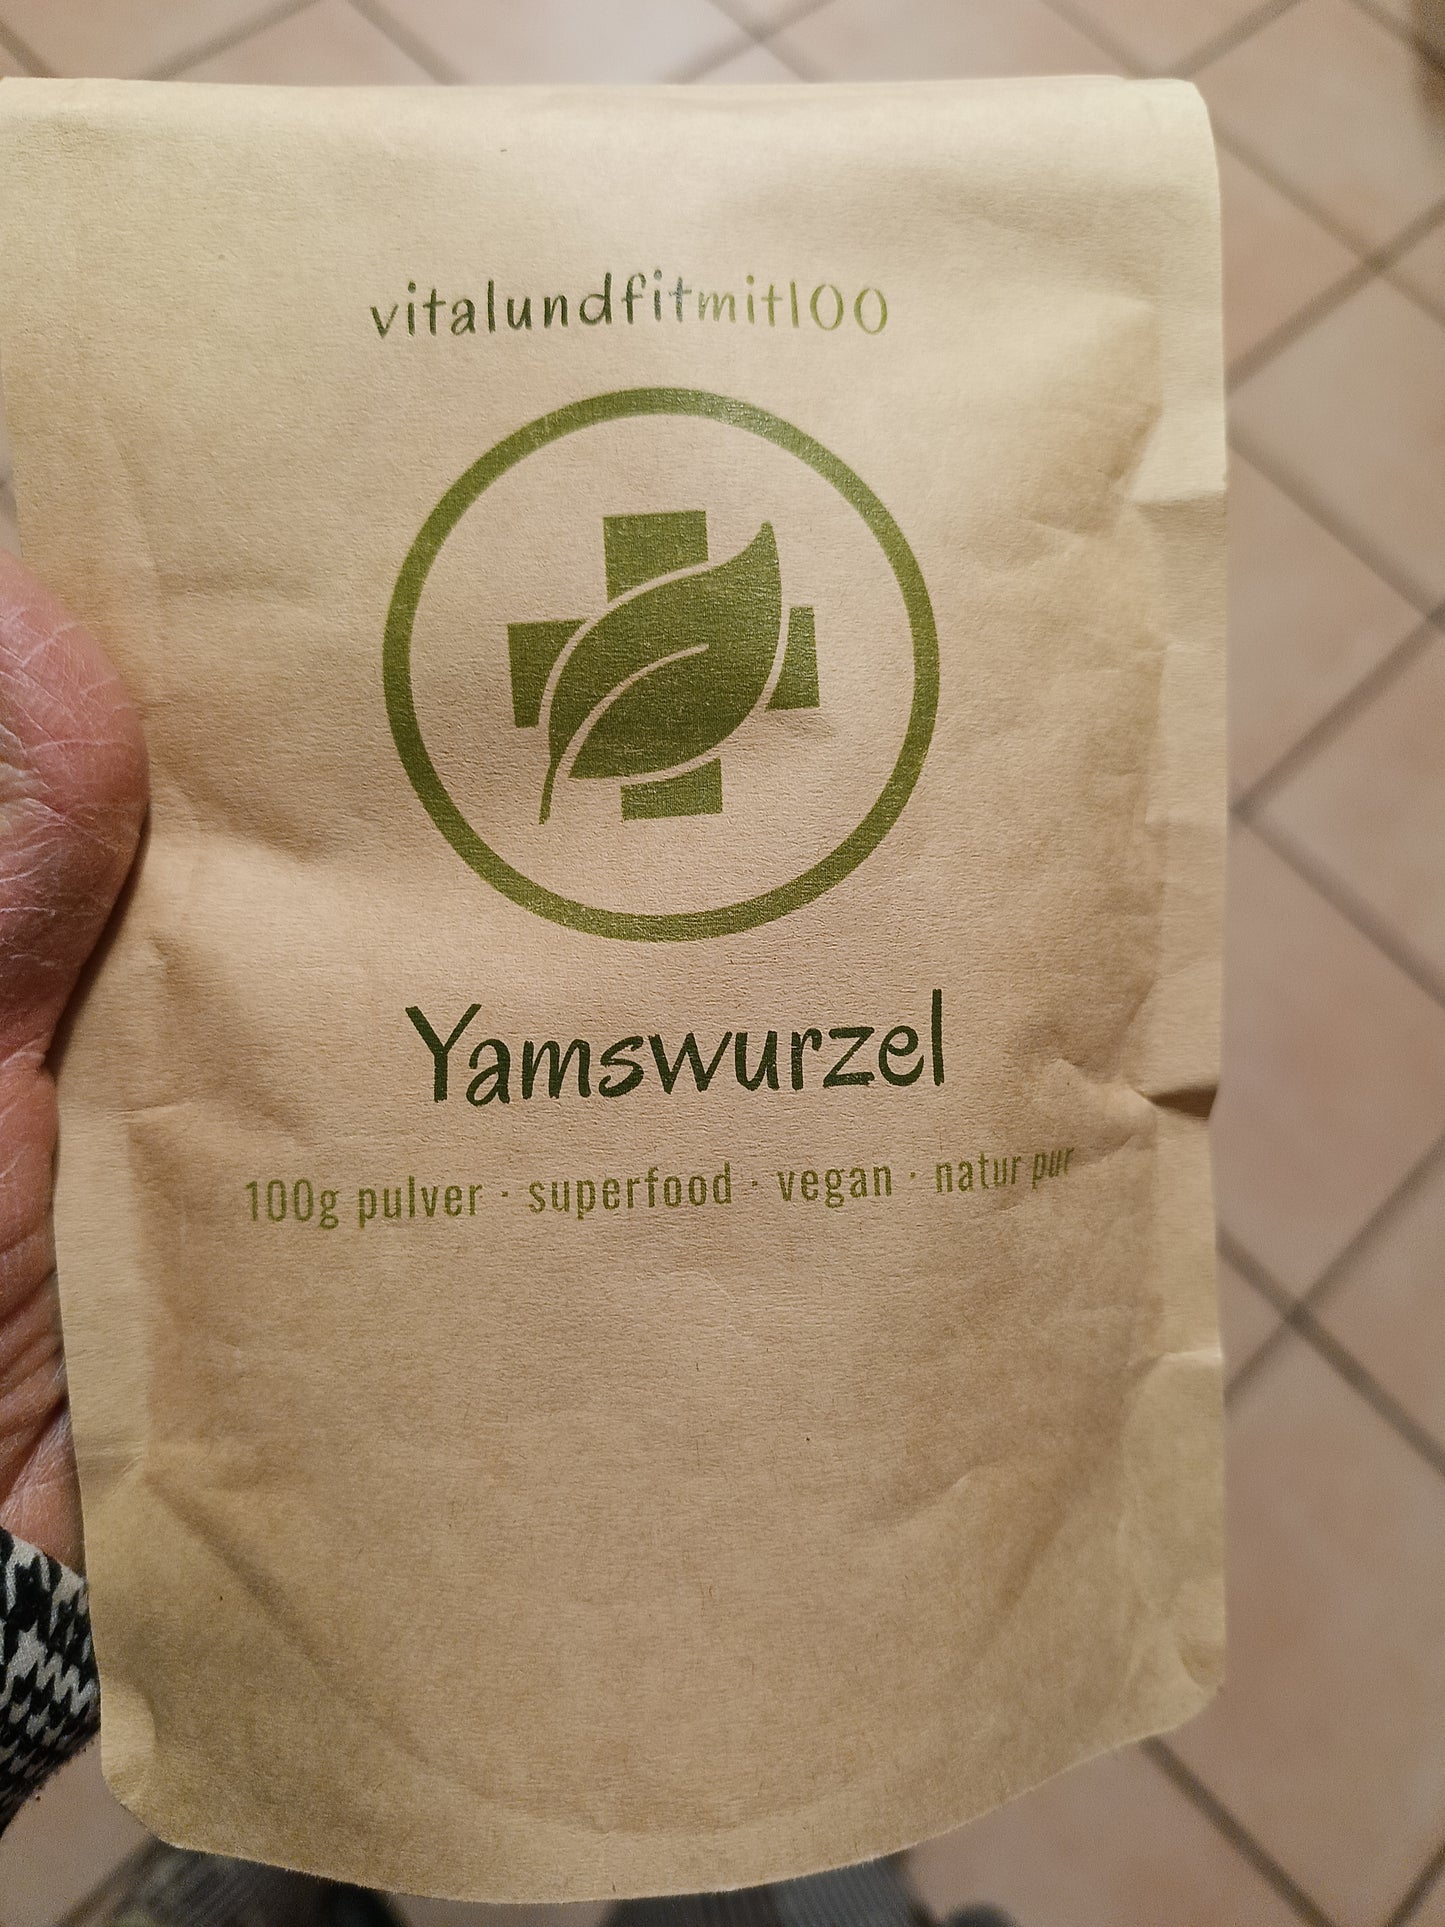 vitalundfitmit100
Yamswurzel
100g pulver · superfood · vegan · natur pur